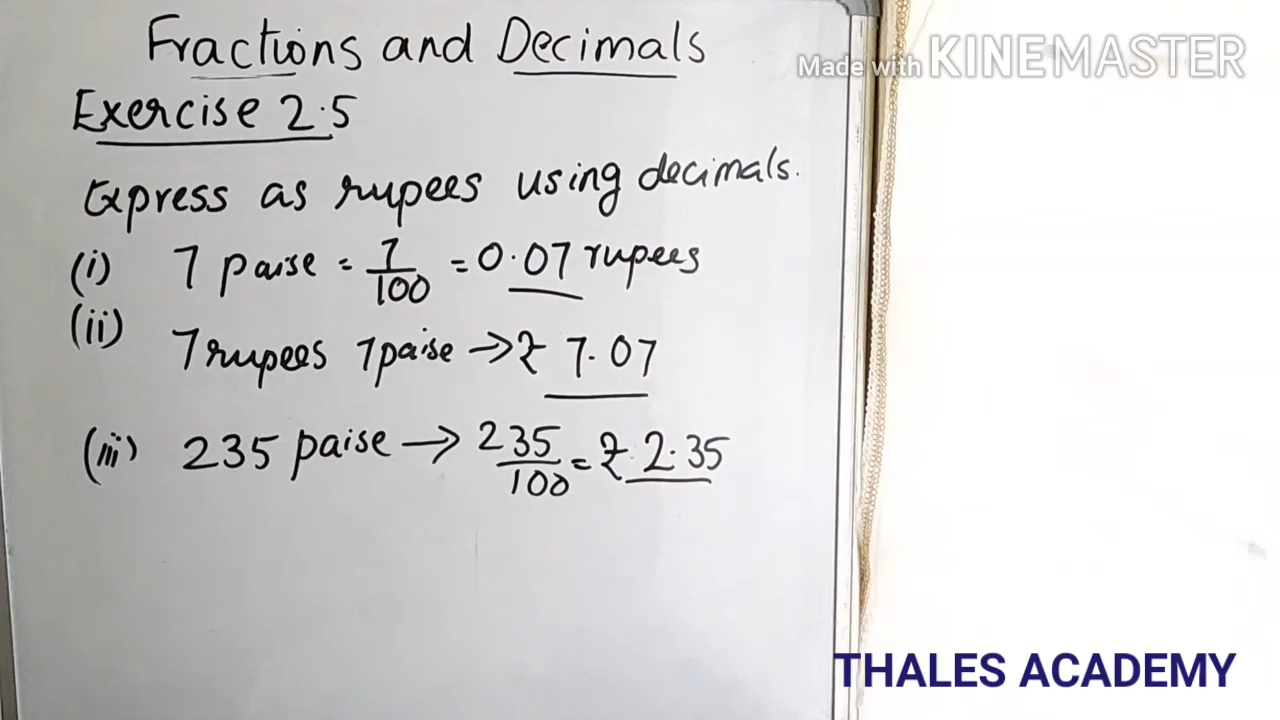 Fractions and Decimals
Made with KINEMASTER
Exercise 2.5
Express as rupees using decimals.
(i) 7 paise = 7/100 = 0.07 rupees
(ii) 7 rupees 7 paise → ₹ 7.07
(iii) 235 paise → 235/100 = ₹ 2.35
THALES ACADEMY